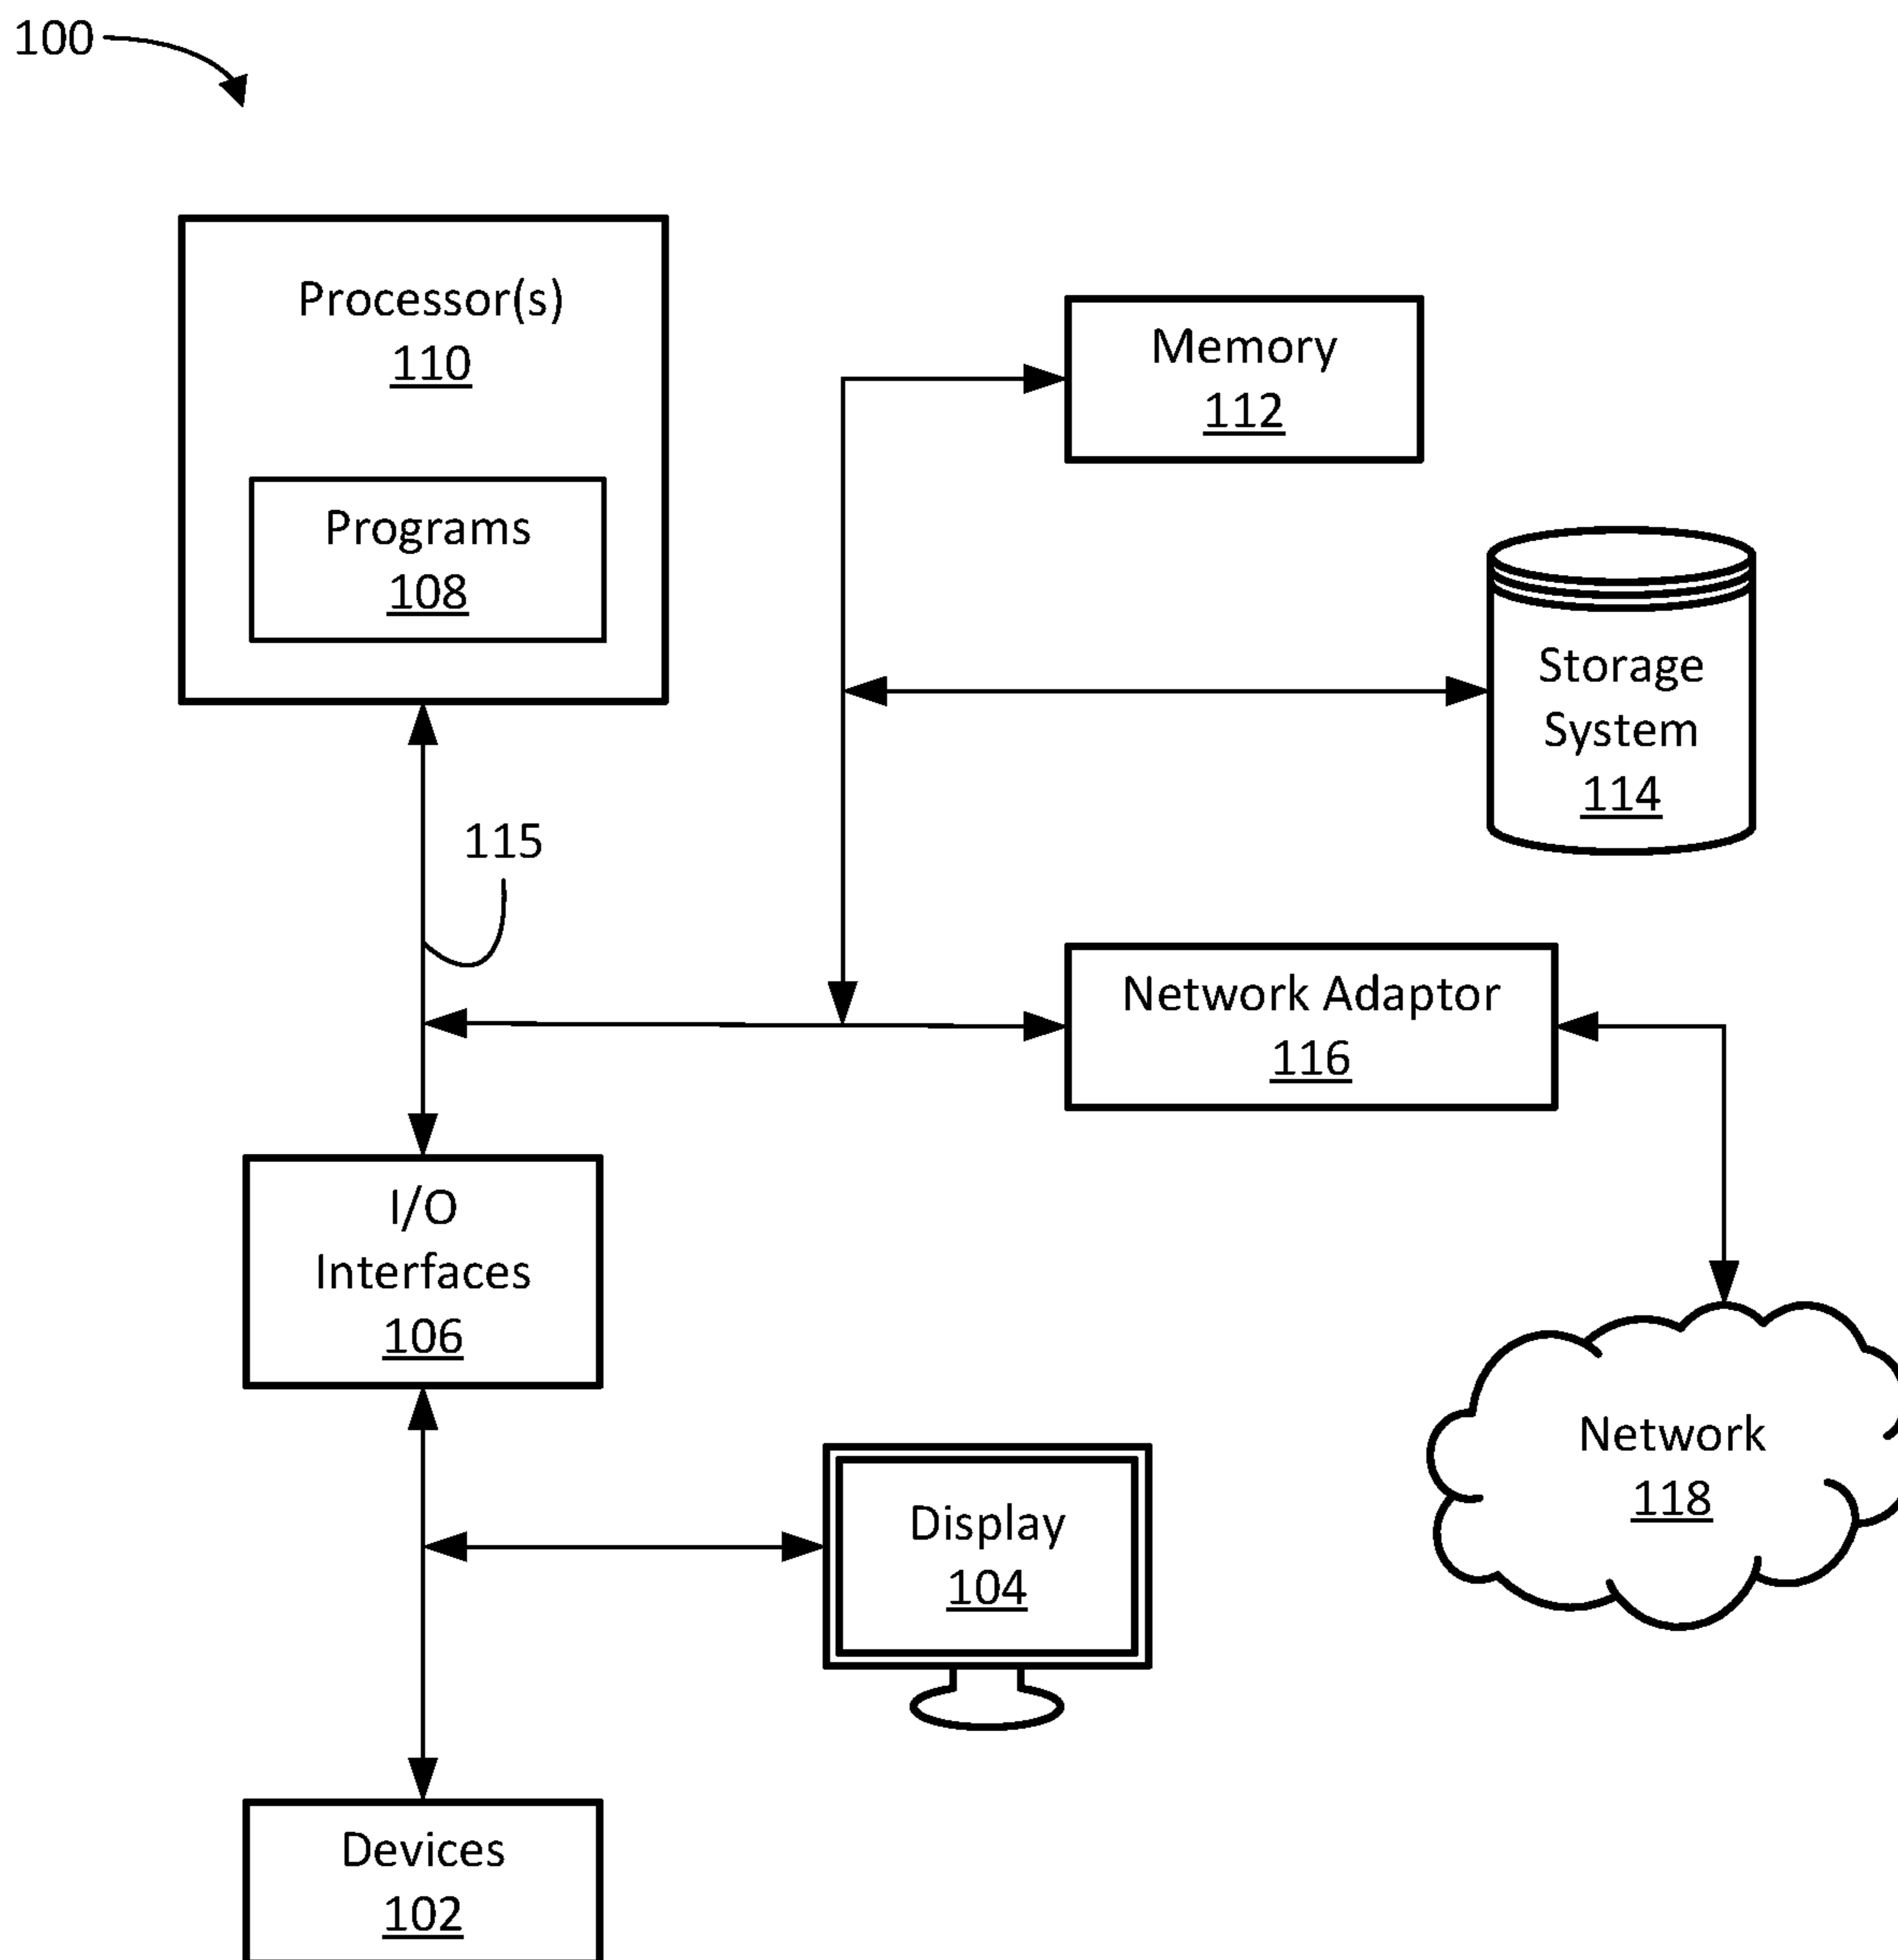 100
Processor(s)
110
Programs
108
Memory
112
Storage
System
114
115
Network Adaptor
116
I/O
Interfaces
106
Network
118
Display
104
Devices
102